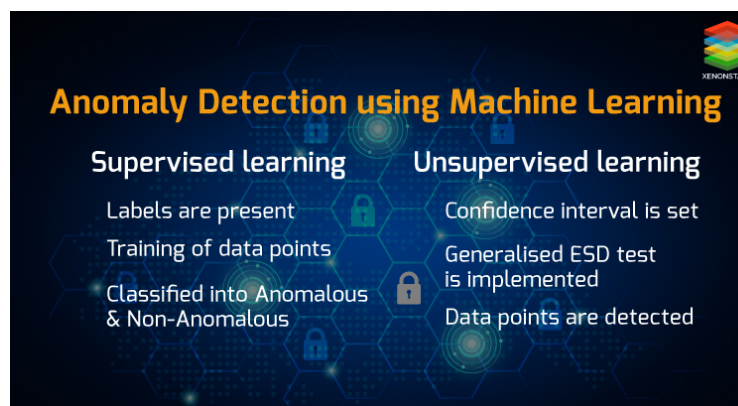 XENONSTA
Anomaly Detection using Machine Learning
Supervised learning
Labels are present
Training of data points
Classified into Anomalous
& Non-Anomalous
Unsupervised learning
Confidence interval is set
Generalised ESD test
is implemented
Data points are detected